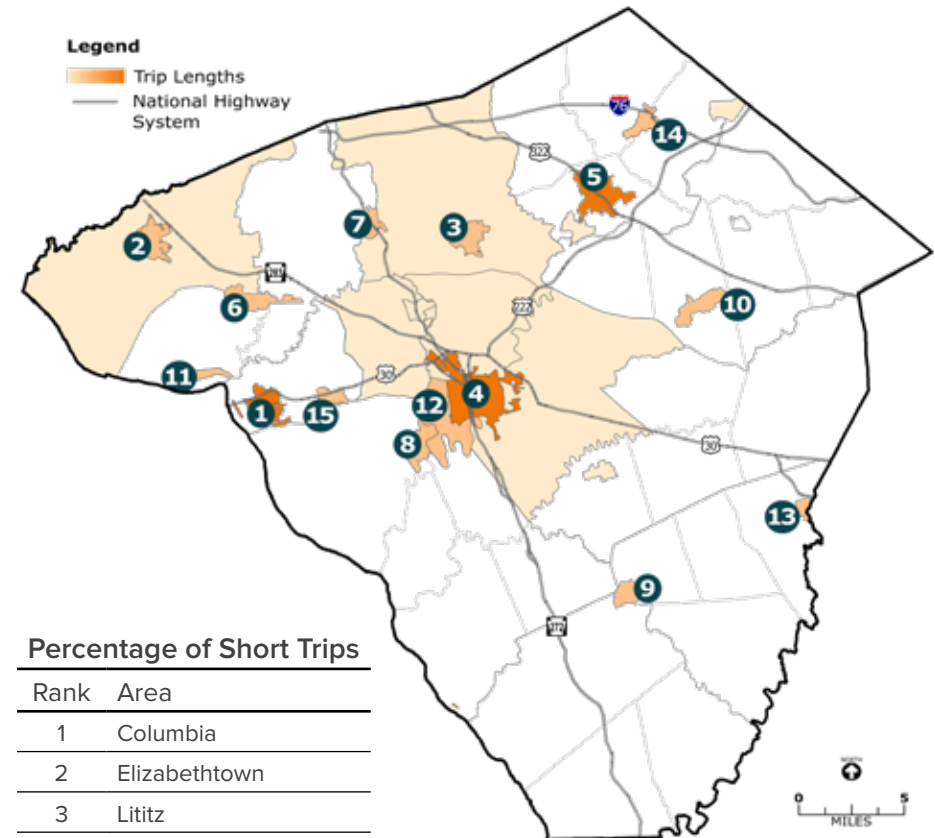 Legend
Trip Lengths
National Highway
System
76
14
322
5
7
3
2
283
6
222
10
11
30
1
15
12
4
8
30
13
9
272
Percentage of Short Trips
Rank Area
1 Columbia
2 Elizabethtown
3 Lititz
NORTH
0 5
MILES